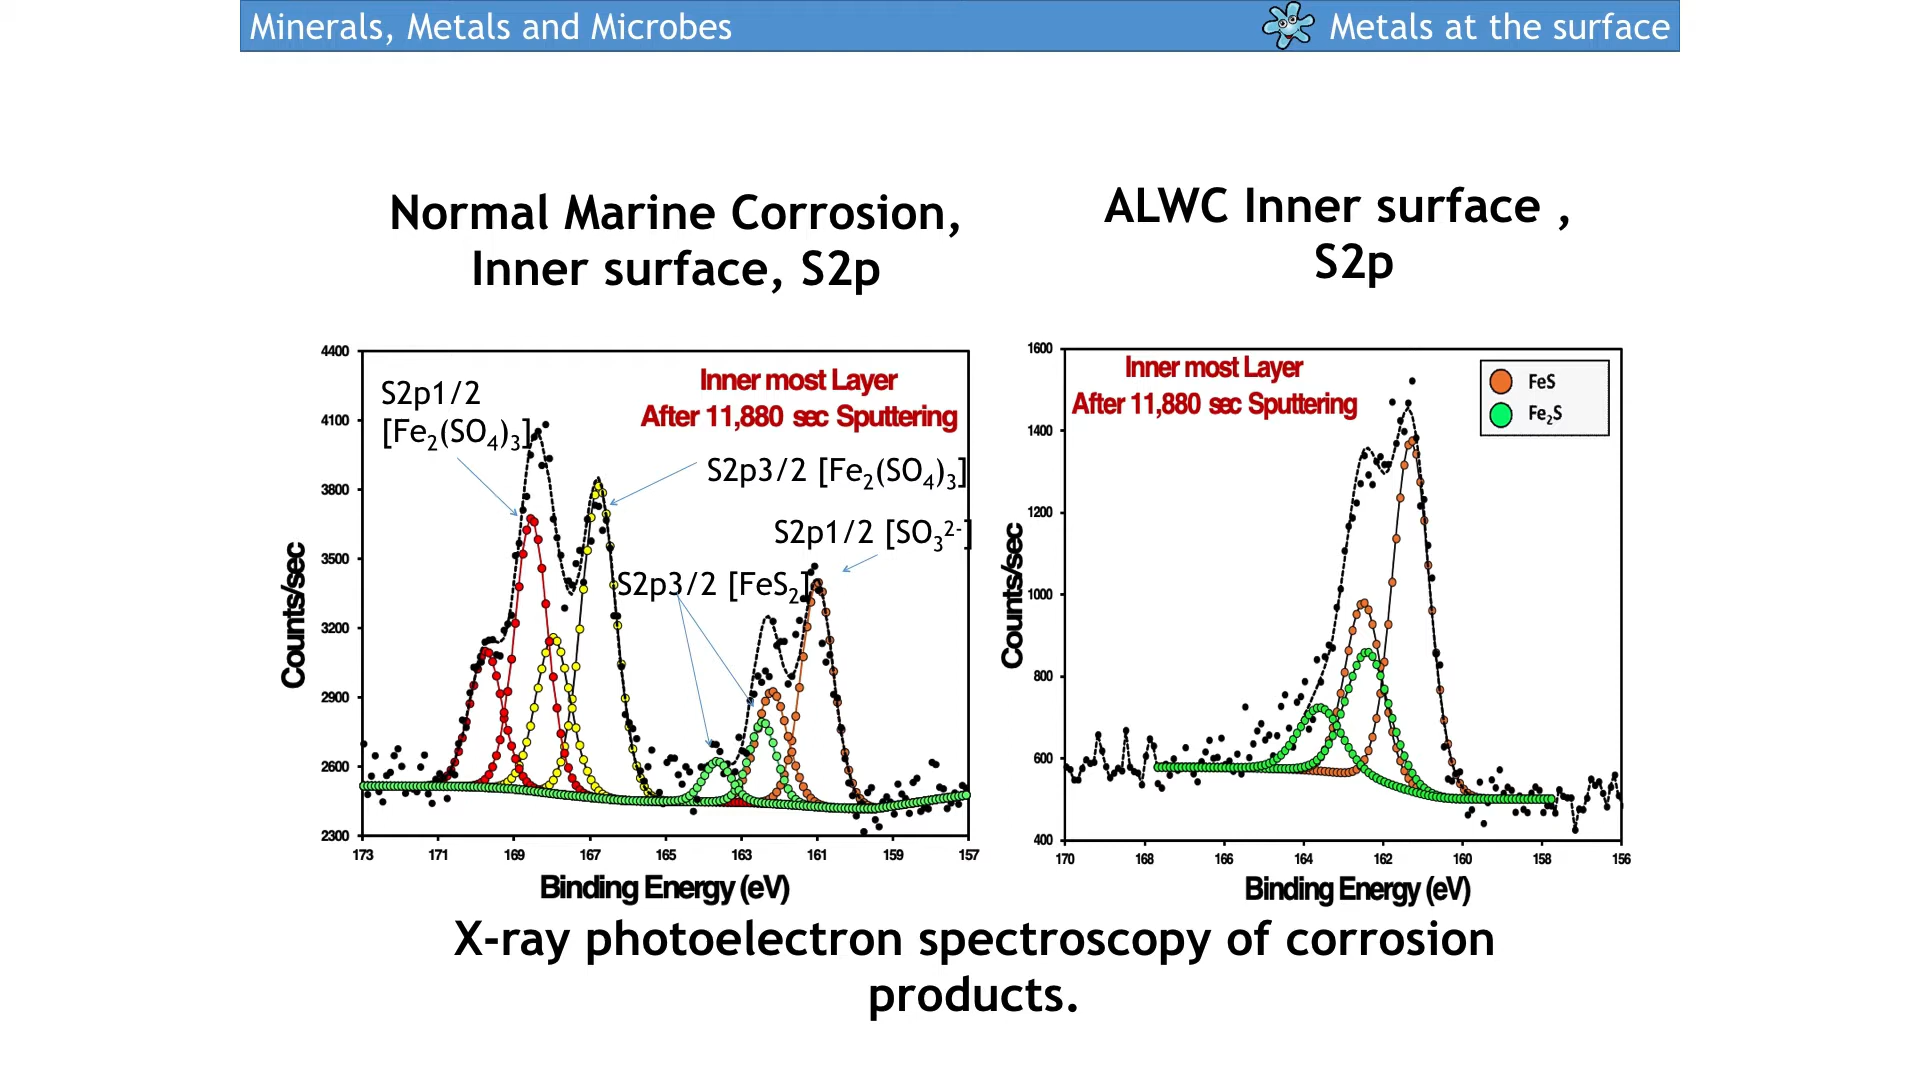 Minerals, Metals and Microbes
Metals at the surface
Normal Marine Corrosion,
Inner surface, S2p
ALWC Inner surface ,
S2p
4400
4100
3800
3500
3200
2900
2600
2300
Counts/sec
Inner most Layer
After 11,880 sec Sputtering
S2p1/2
[Fe₂(SO₄)₃]
S2p3/2 [Fe₂(SO₄)₃]
S2p1/2 [SO₃²⁻]
S2p3/2 [FeS₂]
173 171 169 167 165 163 161 159 157
Binding Energy (eV)
1600
1400
1200
1000
800
600
400
Counts/sec
Inner most Layer
After 11,880 sec Sputtering
FeS
Fe₂S
170 168 166 164 162 160 158 156
Binding Energy (eV)
X-ray photoelectron spectroscopy of corrosion
products.